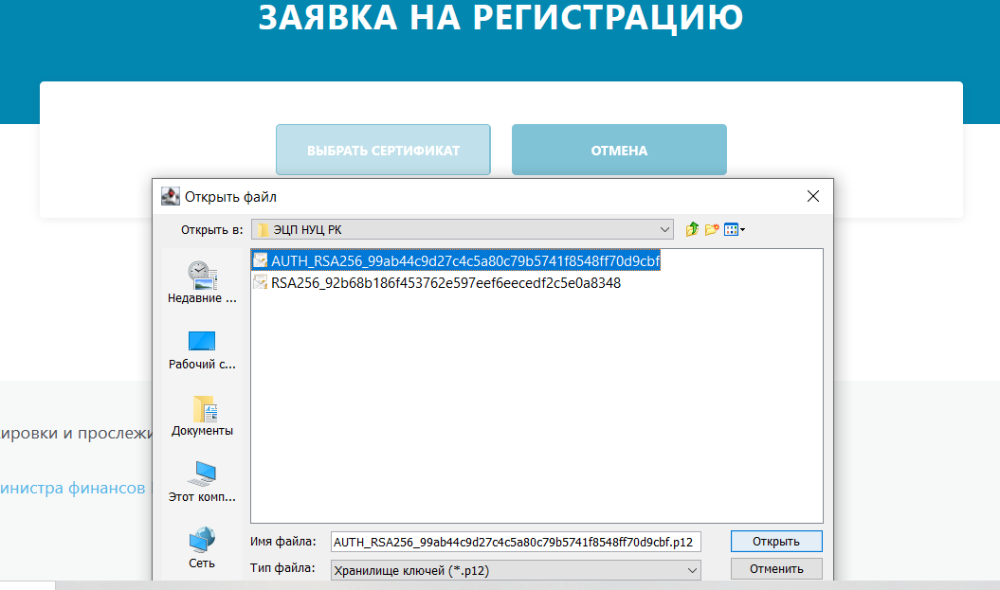 ЗАЯВКА НА РЕГИСТРАЦИЮ
ВЫБРАТЬ СЕРТИФИКАТ
ОТМЕНА
Открыть файл
Открыть в:
ЭЦП НУЦ РК
AUTH_RSA256_99ab44c9d27c4c5a80c79b5741f8548ff70d9cbf
RSA256_92b68b186f453762e597eef6eecedf2c5e0a8348
Недавние ...
Рабочий с...
Документы
Этот комп...
Сеть
ировки и прослежи
инистра финансов
Имя файла:
AUTH_RSA256_99ab44c9d27c4c5a80c79b5741f8548ff70d9cbf.p12
Открыть
Тип файла:
Хранилище ключей (*.p12)
Отменить